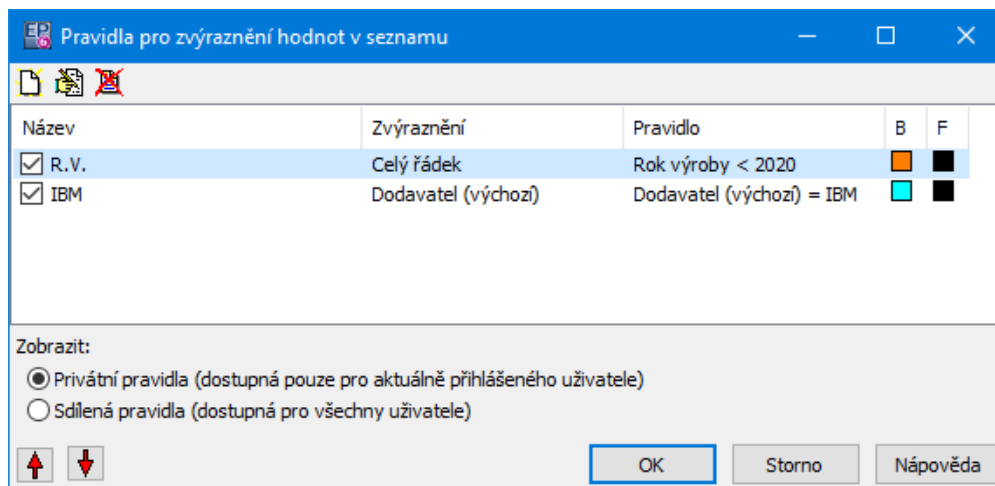 Pravidla pro zvýraznění hodnot v seznamu
Název Zvýraznění Pravidlo B F
R.V. Celý řádek Rok výroby < 2020
IBM Dodavatel (výchozí) Dodavatel (výchozí) = IBM
Zobrazit:
Privátní pravidla (dostupná pouze pro aktuálně přihlášeného uživatele)
Sdílená pravidla (dostupná pro všechny uživatele)
OK Storno Nápověda